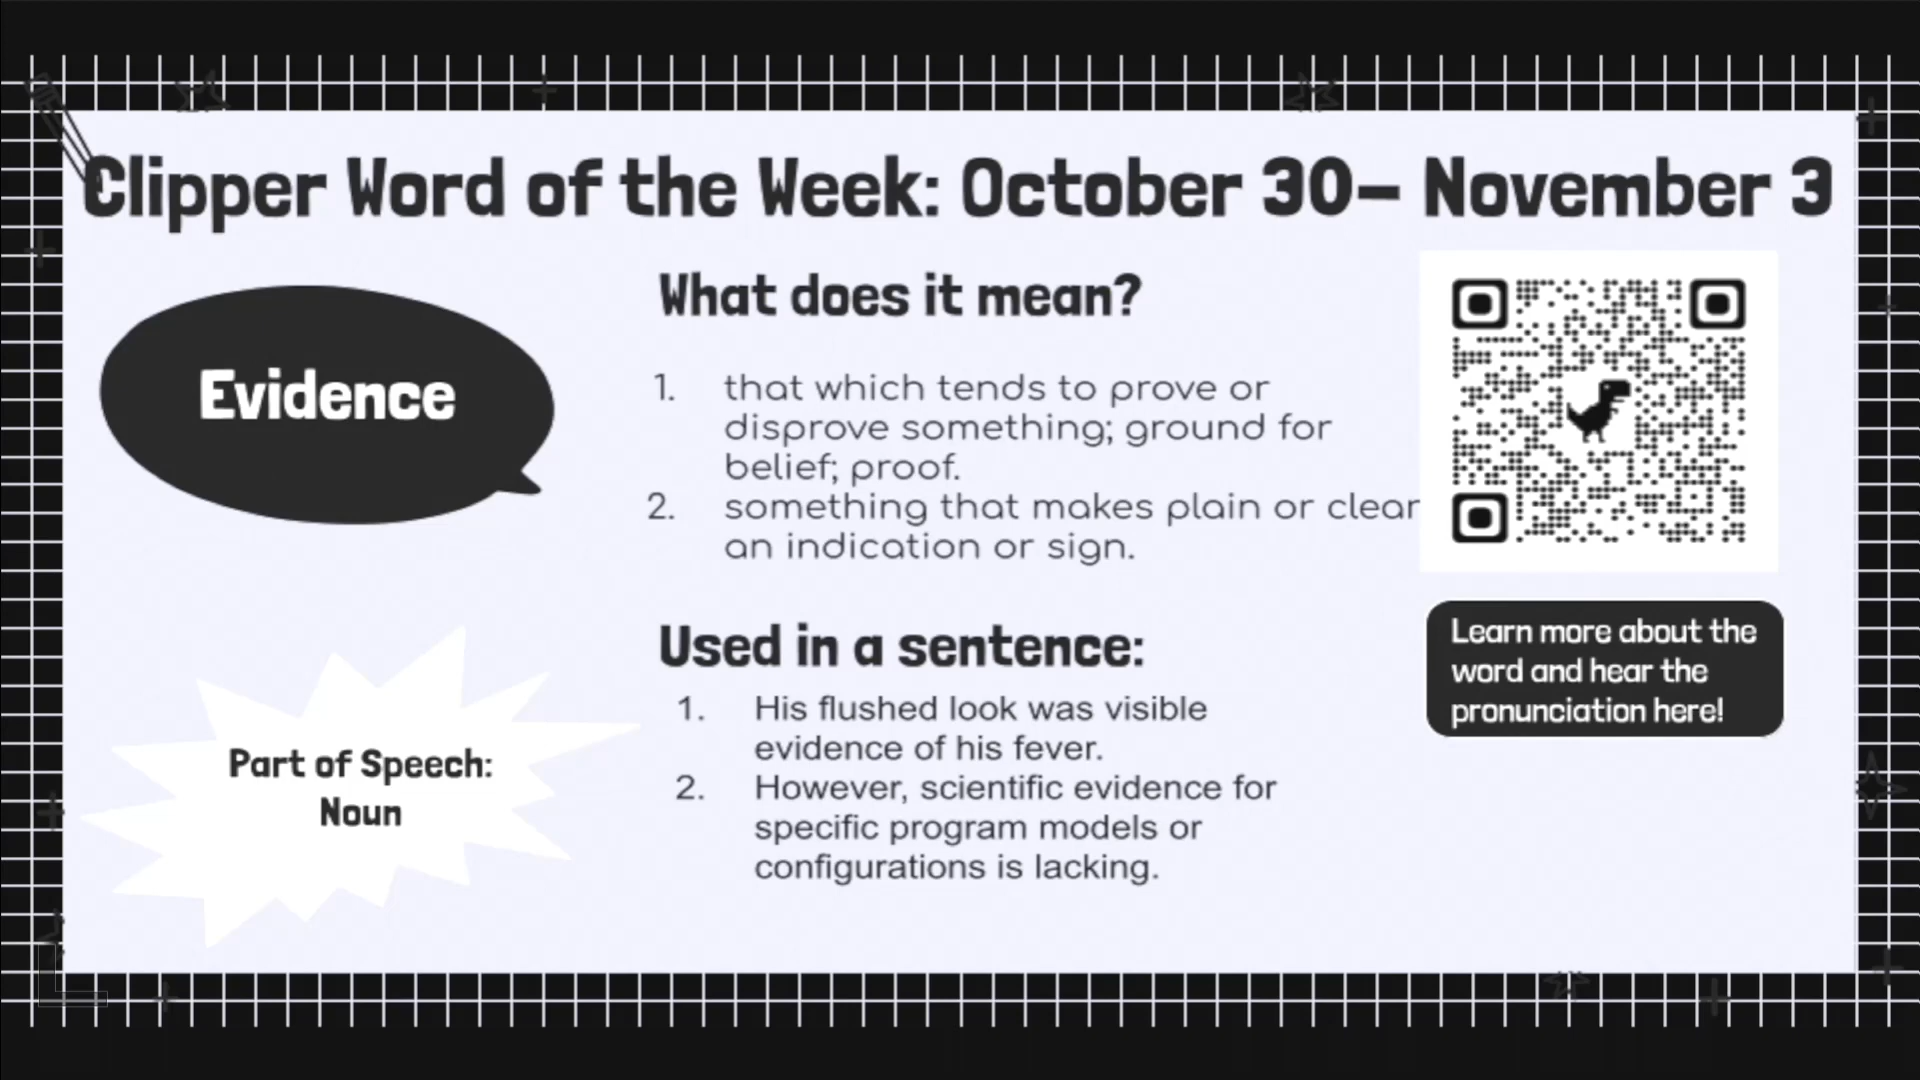 Clipper Word of the Week: October 30– November 3
Evidence
What does it mean?
1. that which tends to prove or
disprove something; ground for
belief; proof.
2. something that makes plain or clear
an indication or sign.
Used in a sentence:
1. His flushed look was visible
evidence of his fever.
2. However, scientific evidence for
specific program models or
configurations is lacking.
Part of Speech:
Noun
Learn more about the
word and hear the
pronunciation here!